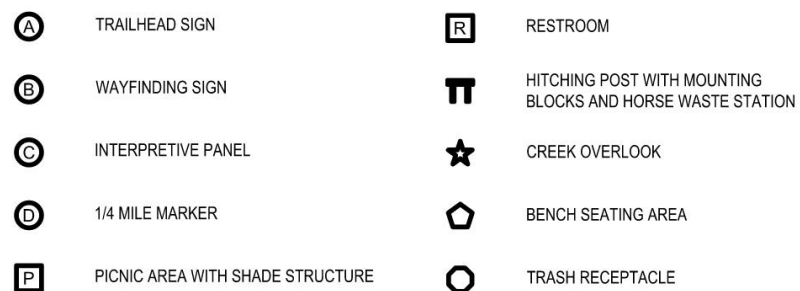 A TRAILHEAD SIGN
B WAYFINDING SIGN
C INTERPRETIVE PANEL
D 1/4 MILE MARKER
P PICNIC AREA WITH SHADE STRUCTURE
R RESTROOM
HITCHING POST WITH MOUNTING
BLOCKS AND HORSE WASTE STATION
CREEK OVERLOOK
BENCH SEATING AREA
TRASH RECEPTACLE